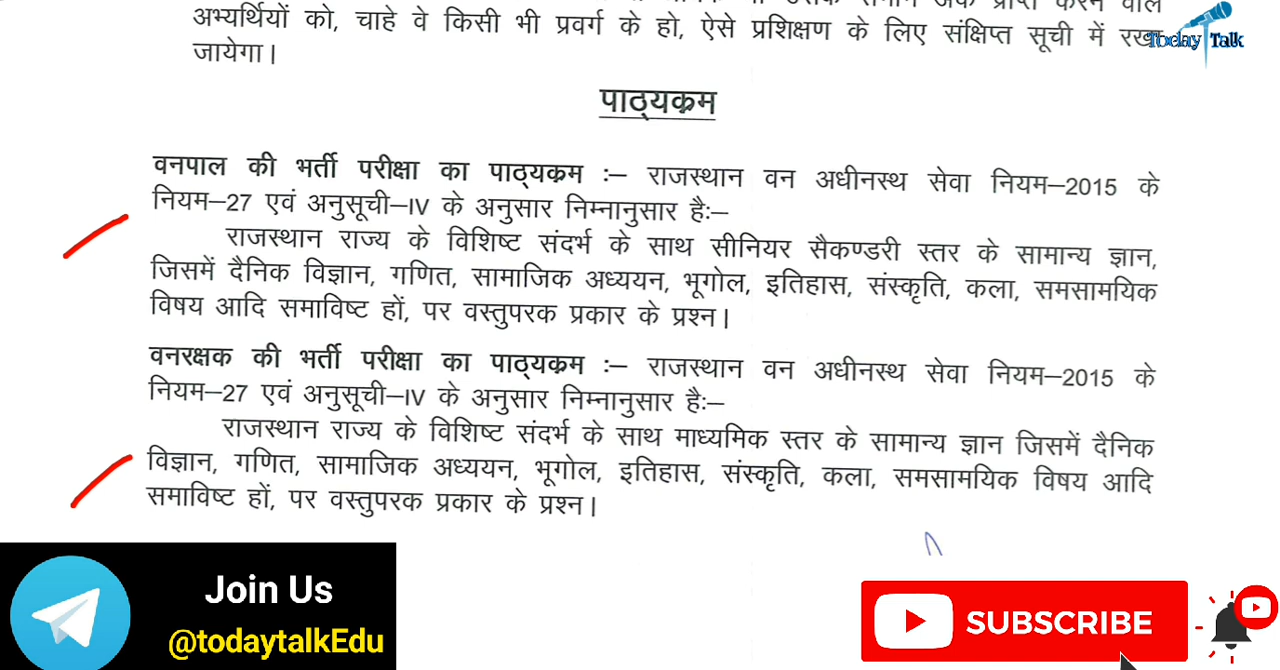 अभ्यर्थियों को, चाहे वे किसी भी प्रवर्ग के हो, ऐसे प्रशिक्षण के लिए संक्षिप्त सूची में रखा
जायेगा।
Today Talk
पाठ्यक्रम
वनपाल की भर्ती परीक्षा का पाठ्यक्रम :– राजस्थान वन अधीनस्थ सेवा नियम–2015 के
नियम–27 एवं अनुसूची–IV के अनुसार निम्नानुसार है:–
राजस्थान राज्य के विशिष्ट संदर्भ के साथ सीनियर सैकण्डरी स्तर के सामान्य ज्ञान,
जिसमें दैनिक विज्ञान, गणित, सामाजिक अध्ययन, भूगोल, इतिहास, संस्कृति, कला, समसामयिक
विषय आदि समाविष्ट हों, पर वस्तुपरक प्रकार के प्रश्न।
वनरक्षक की भर्ती परीक्षा का पाठ्यक्रम :– राजस्थान वन अधीनस्थ सेवा नियम–2015 के
नियम–27 एवं अनुसूची–IV के अनुसार निम्नानुसार है:–
राजस्थान राज्य के विशिष्ट संदर्भ के साथ माध्यमिक स्तर के सामान्य ज्ञान जिसमें दैनिक
विज्ञान, गणित, सामाजिक अध्ययन, भूगोल, इतिहास, संस्कृति, कला, समसामयिक विषय आदि
समाविष्ट हों, पर वस्तुपरक प्रकार के प्रश्न।
Join Us
@todaytalkEdu
SUBSCRIBE